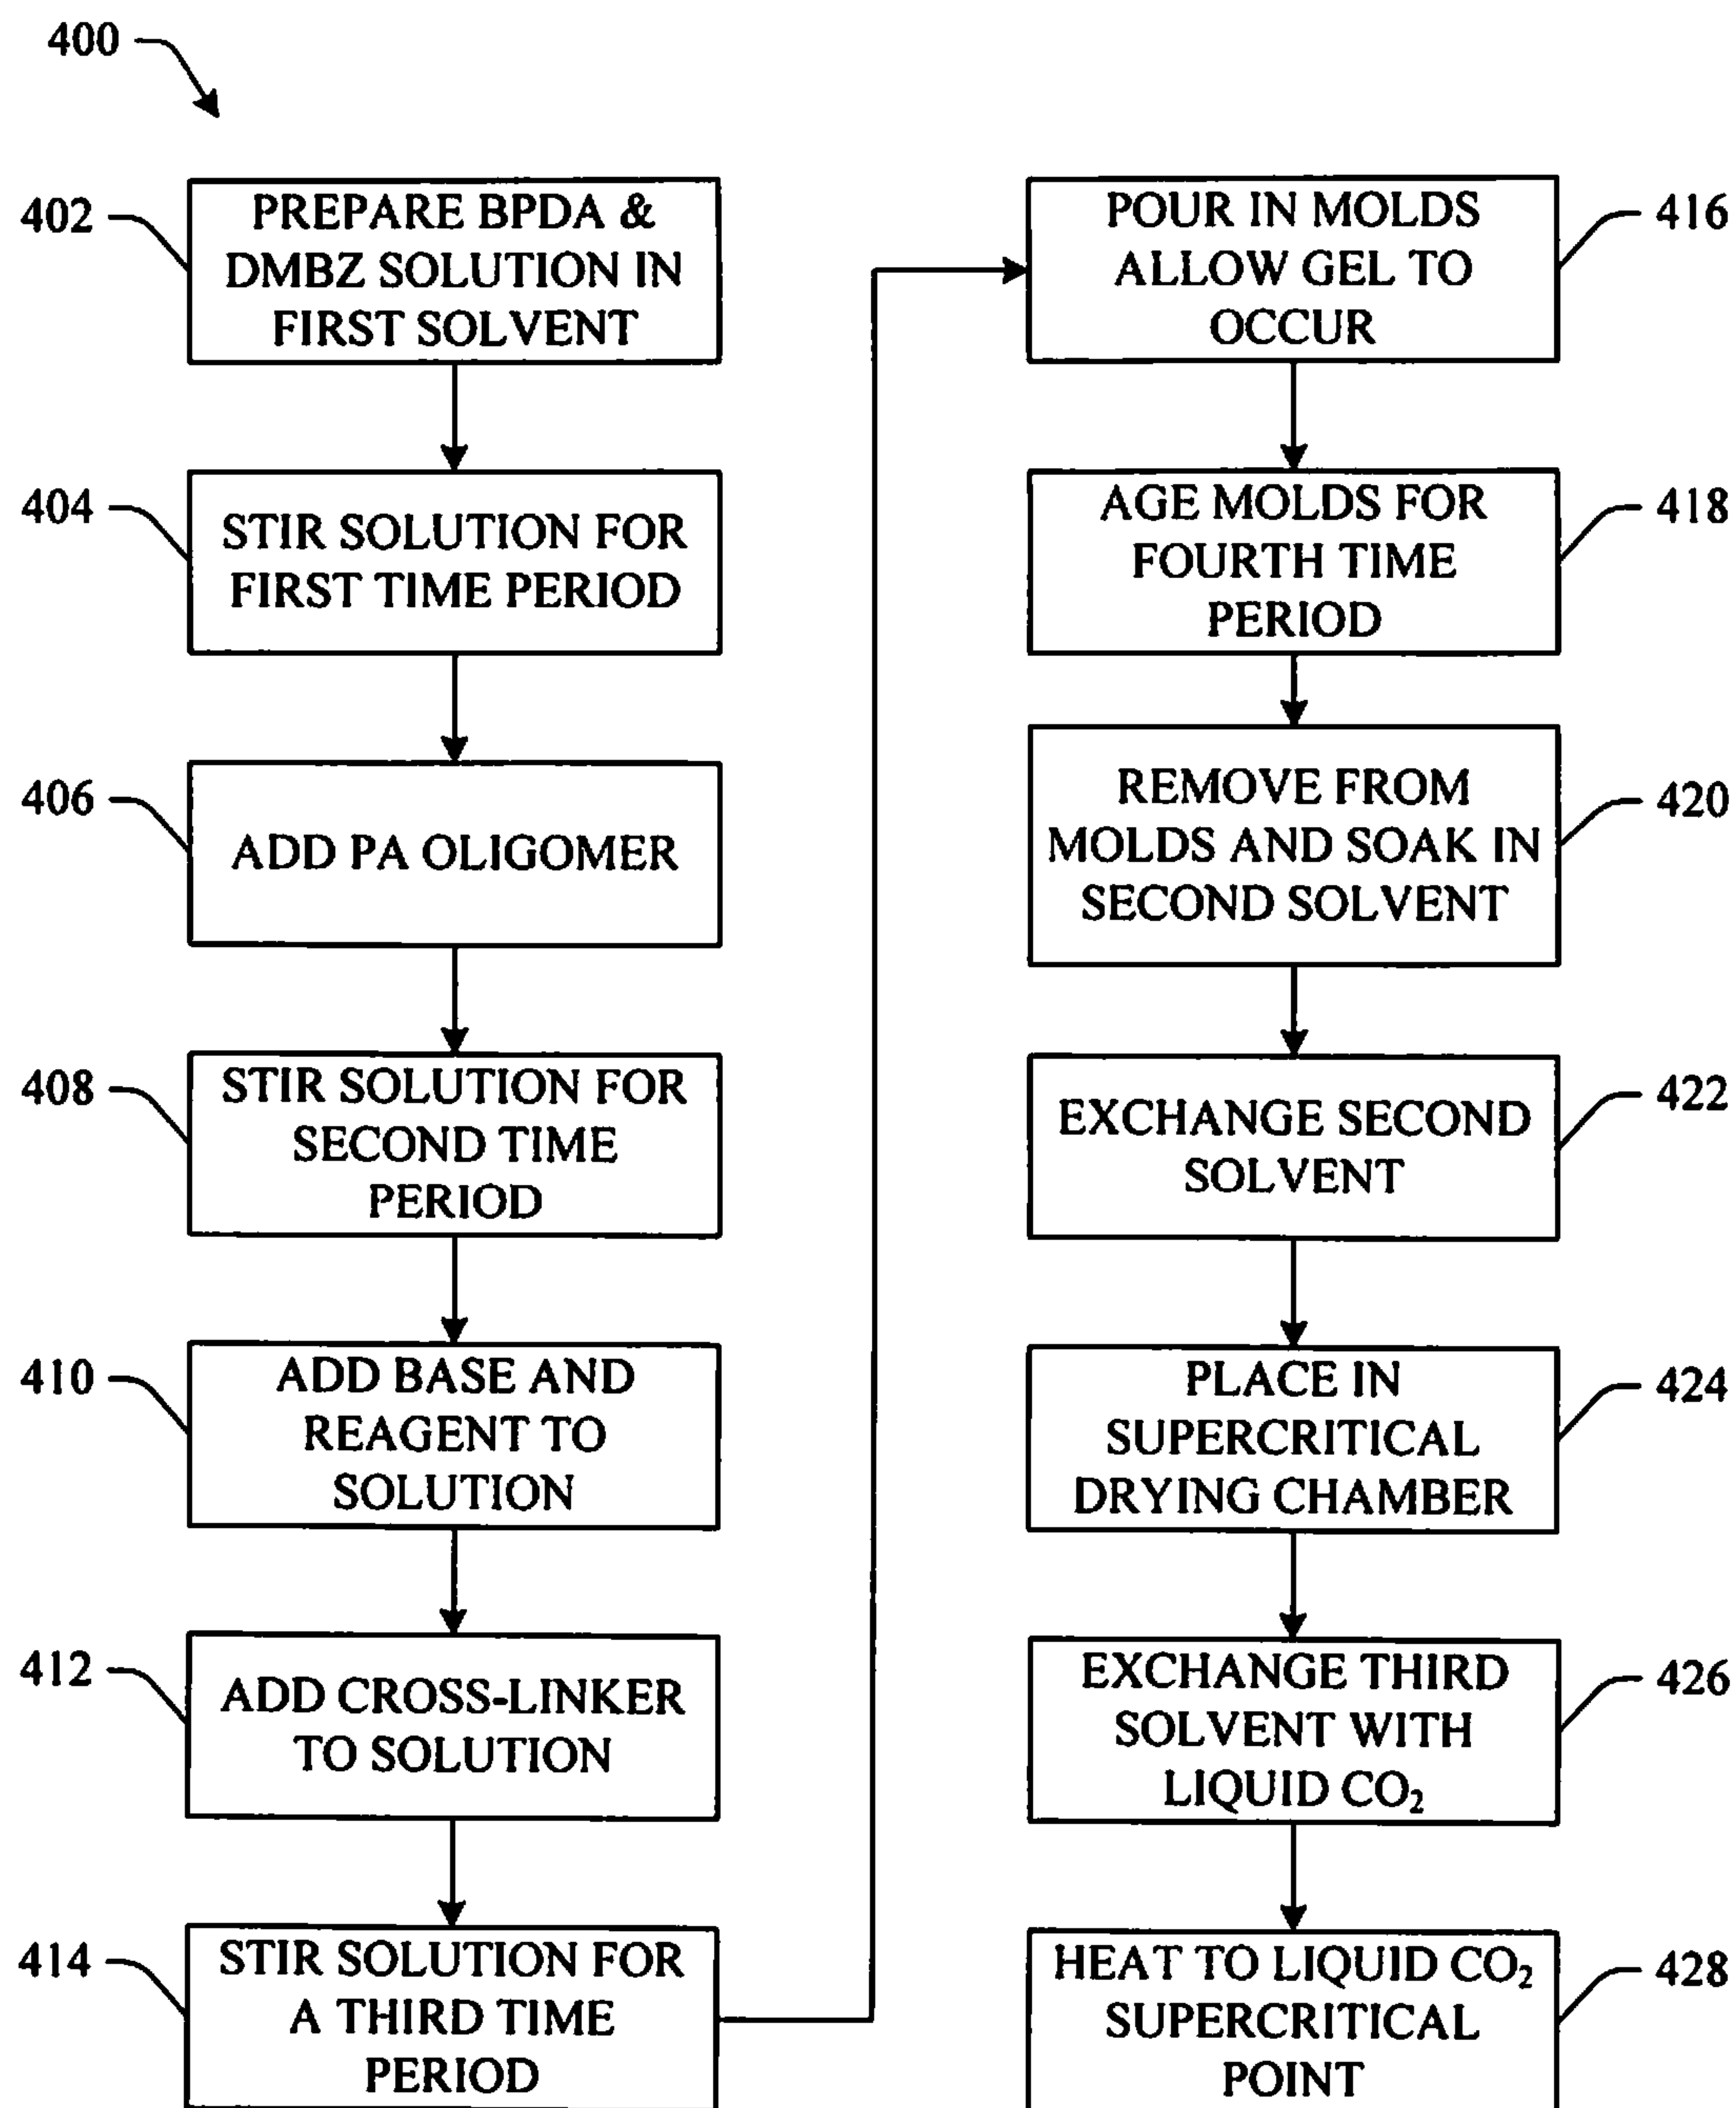 400
402
PREPARE BPDA &
DMBZ SOLUTION IN
FIRST SOLVENT
404
STIR SOLUTION FOR
FIRST TIME PERIOD
406
ADD PA OLIGOMER
408
STIR SOLUTION FOR
SECOND TIME
PERIOD
410
ADD BASE AND
REAGENT TO
SOLUTION
412
ADD CROSS-LINKER
TO SOLUTION
414
STIR SOLUTION FOR
A THIRD TIME
PERIOD
416
POUR IN MOLDS
ALLOW GEL TO
OCCUR
418
AGE MOLDS FOR
FOURTH TIME
PERIOD
420
REMOVE FROM
MOLDS AND SOAK IN
SECOND SOLVENT
422
EXCHANGE SECOND
SOLVENT
424
PLACE IN
SUPERCRITICAL
DRYING CHAMBER
426
EXCHANGE THIRD
SOLVENT WITH
LIQUID CO₂
428
HEAT TO LIQUID CO₂
SUPERCRITICAL
POINT